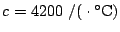 c = 4200 /( · °C)